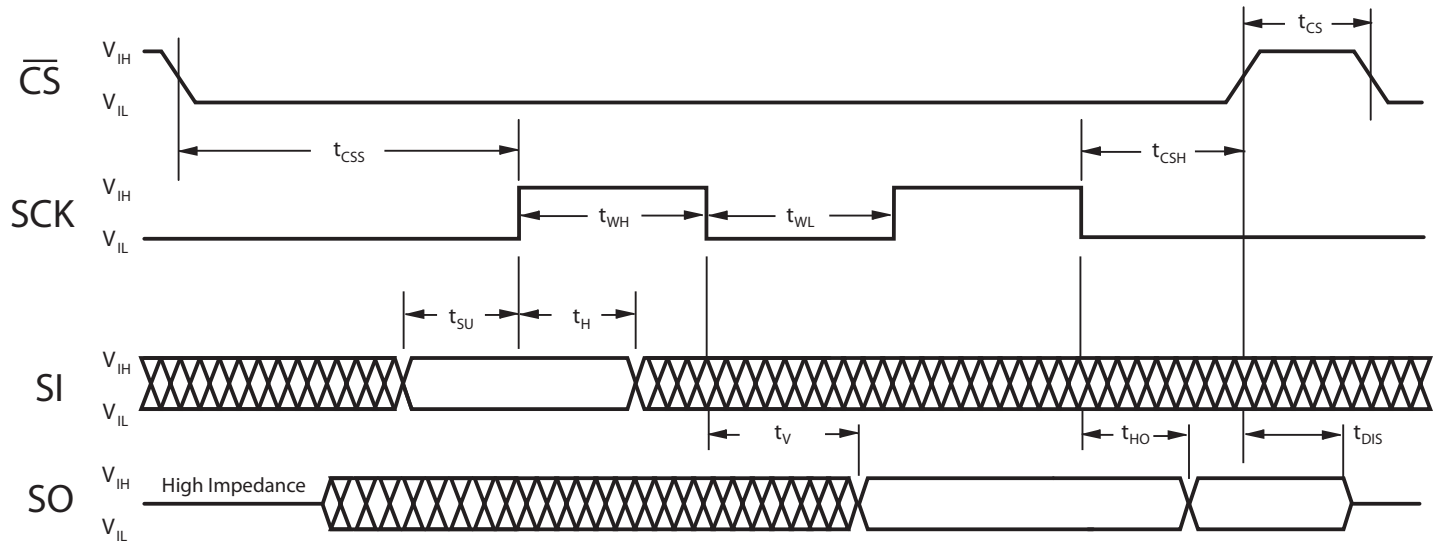 t_CS
V_IH
C̅S̅
V_IL
t_CSS
t_CSH
V_IH
SCK
t_WH
t_WL
V_IL
t_SU
t_H
V_IH
SI
V_IL
t_V
t_HO
t_DIS
V_IH
High Impedance
SO
V_IL